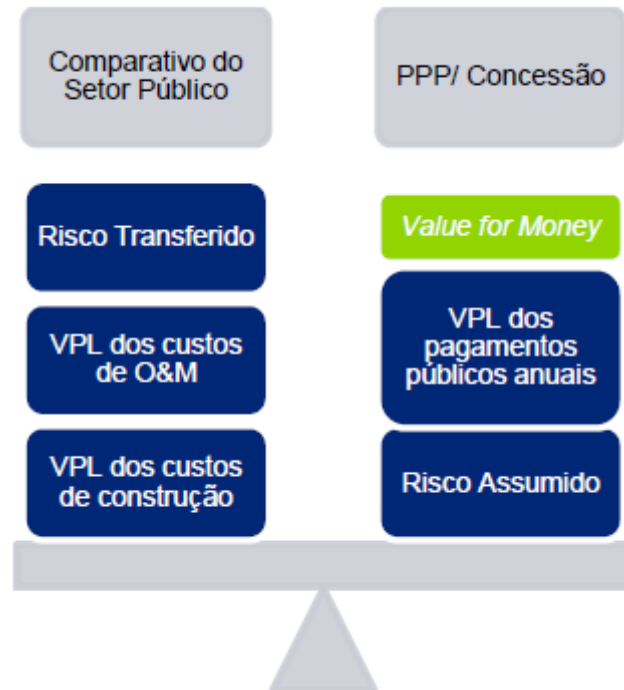 Comparativo do
Setor Público
PPP/ Concessão
Risco Transferido
VPL dos custos
de O&M
VPL dos custos
de construção
Value for Money
VPL dos
pagamentos
públicos anuais
Risco Assumido